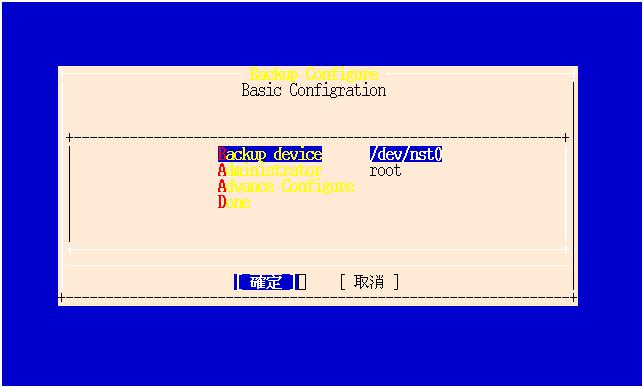 Backup Configure
Basic Configration
Backup device /dev/nst0
Administrator root
Advance Configure
Done
確定 [ 取消 ]